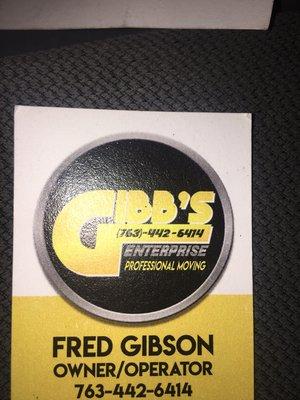 GIBB'S
(763)-442-6414
ENTERPRISE
PROFESSIONAL MOVING
FRED GIBSON
OWNER/OPERATOR
763-442-6414